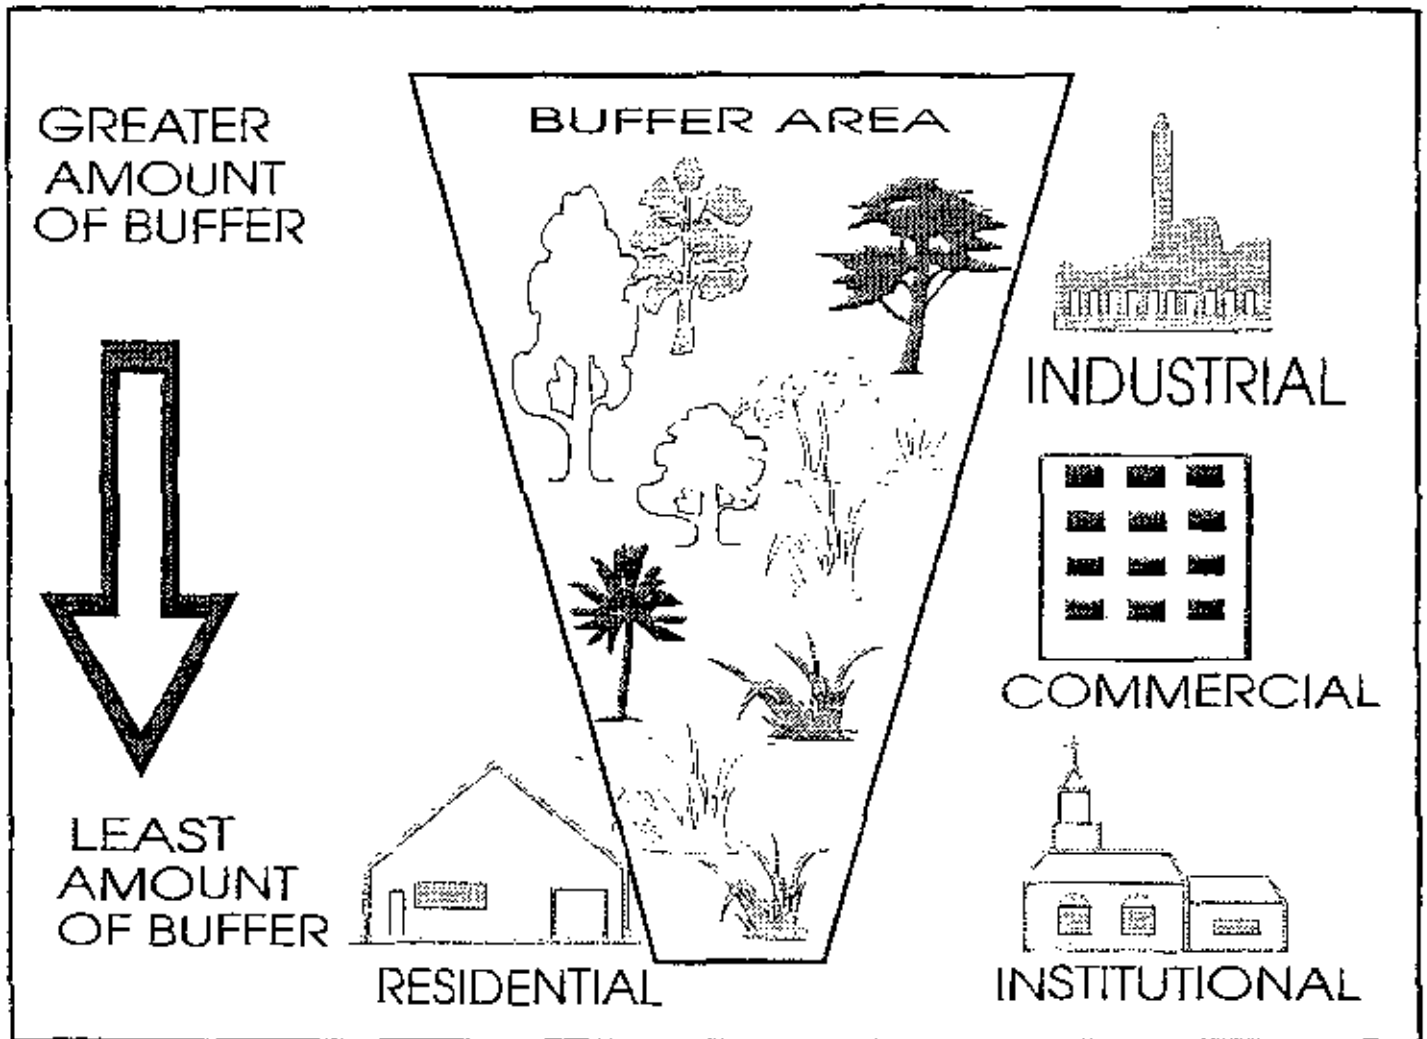 GREATER
AMOUNT
OF BUFFER
BUFFER AREA
INDUSTRIAL
COMMERCIAL
LEAST
AMOUNT
OF BUFFER
RESIDENTIAL
INSTITUTIONAL